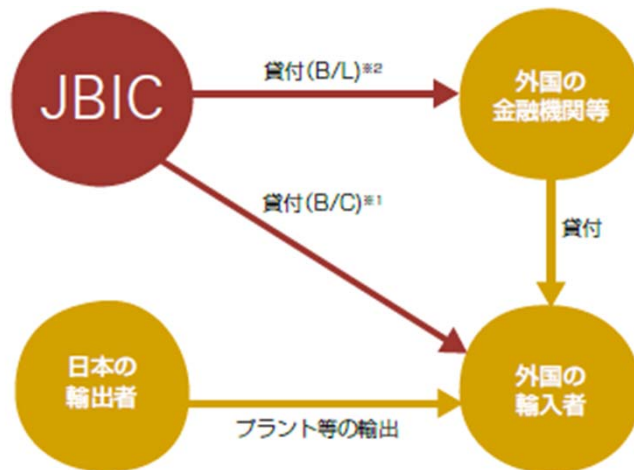 JBIC
貸付(B/L)※2
外国の
金融機関等
貸付(B/C)※1
貸付
日本の
輸出者
プラント等の輸出
外国の
輸入者